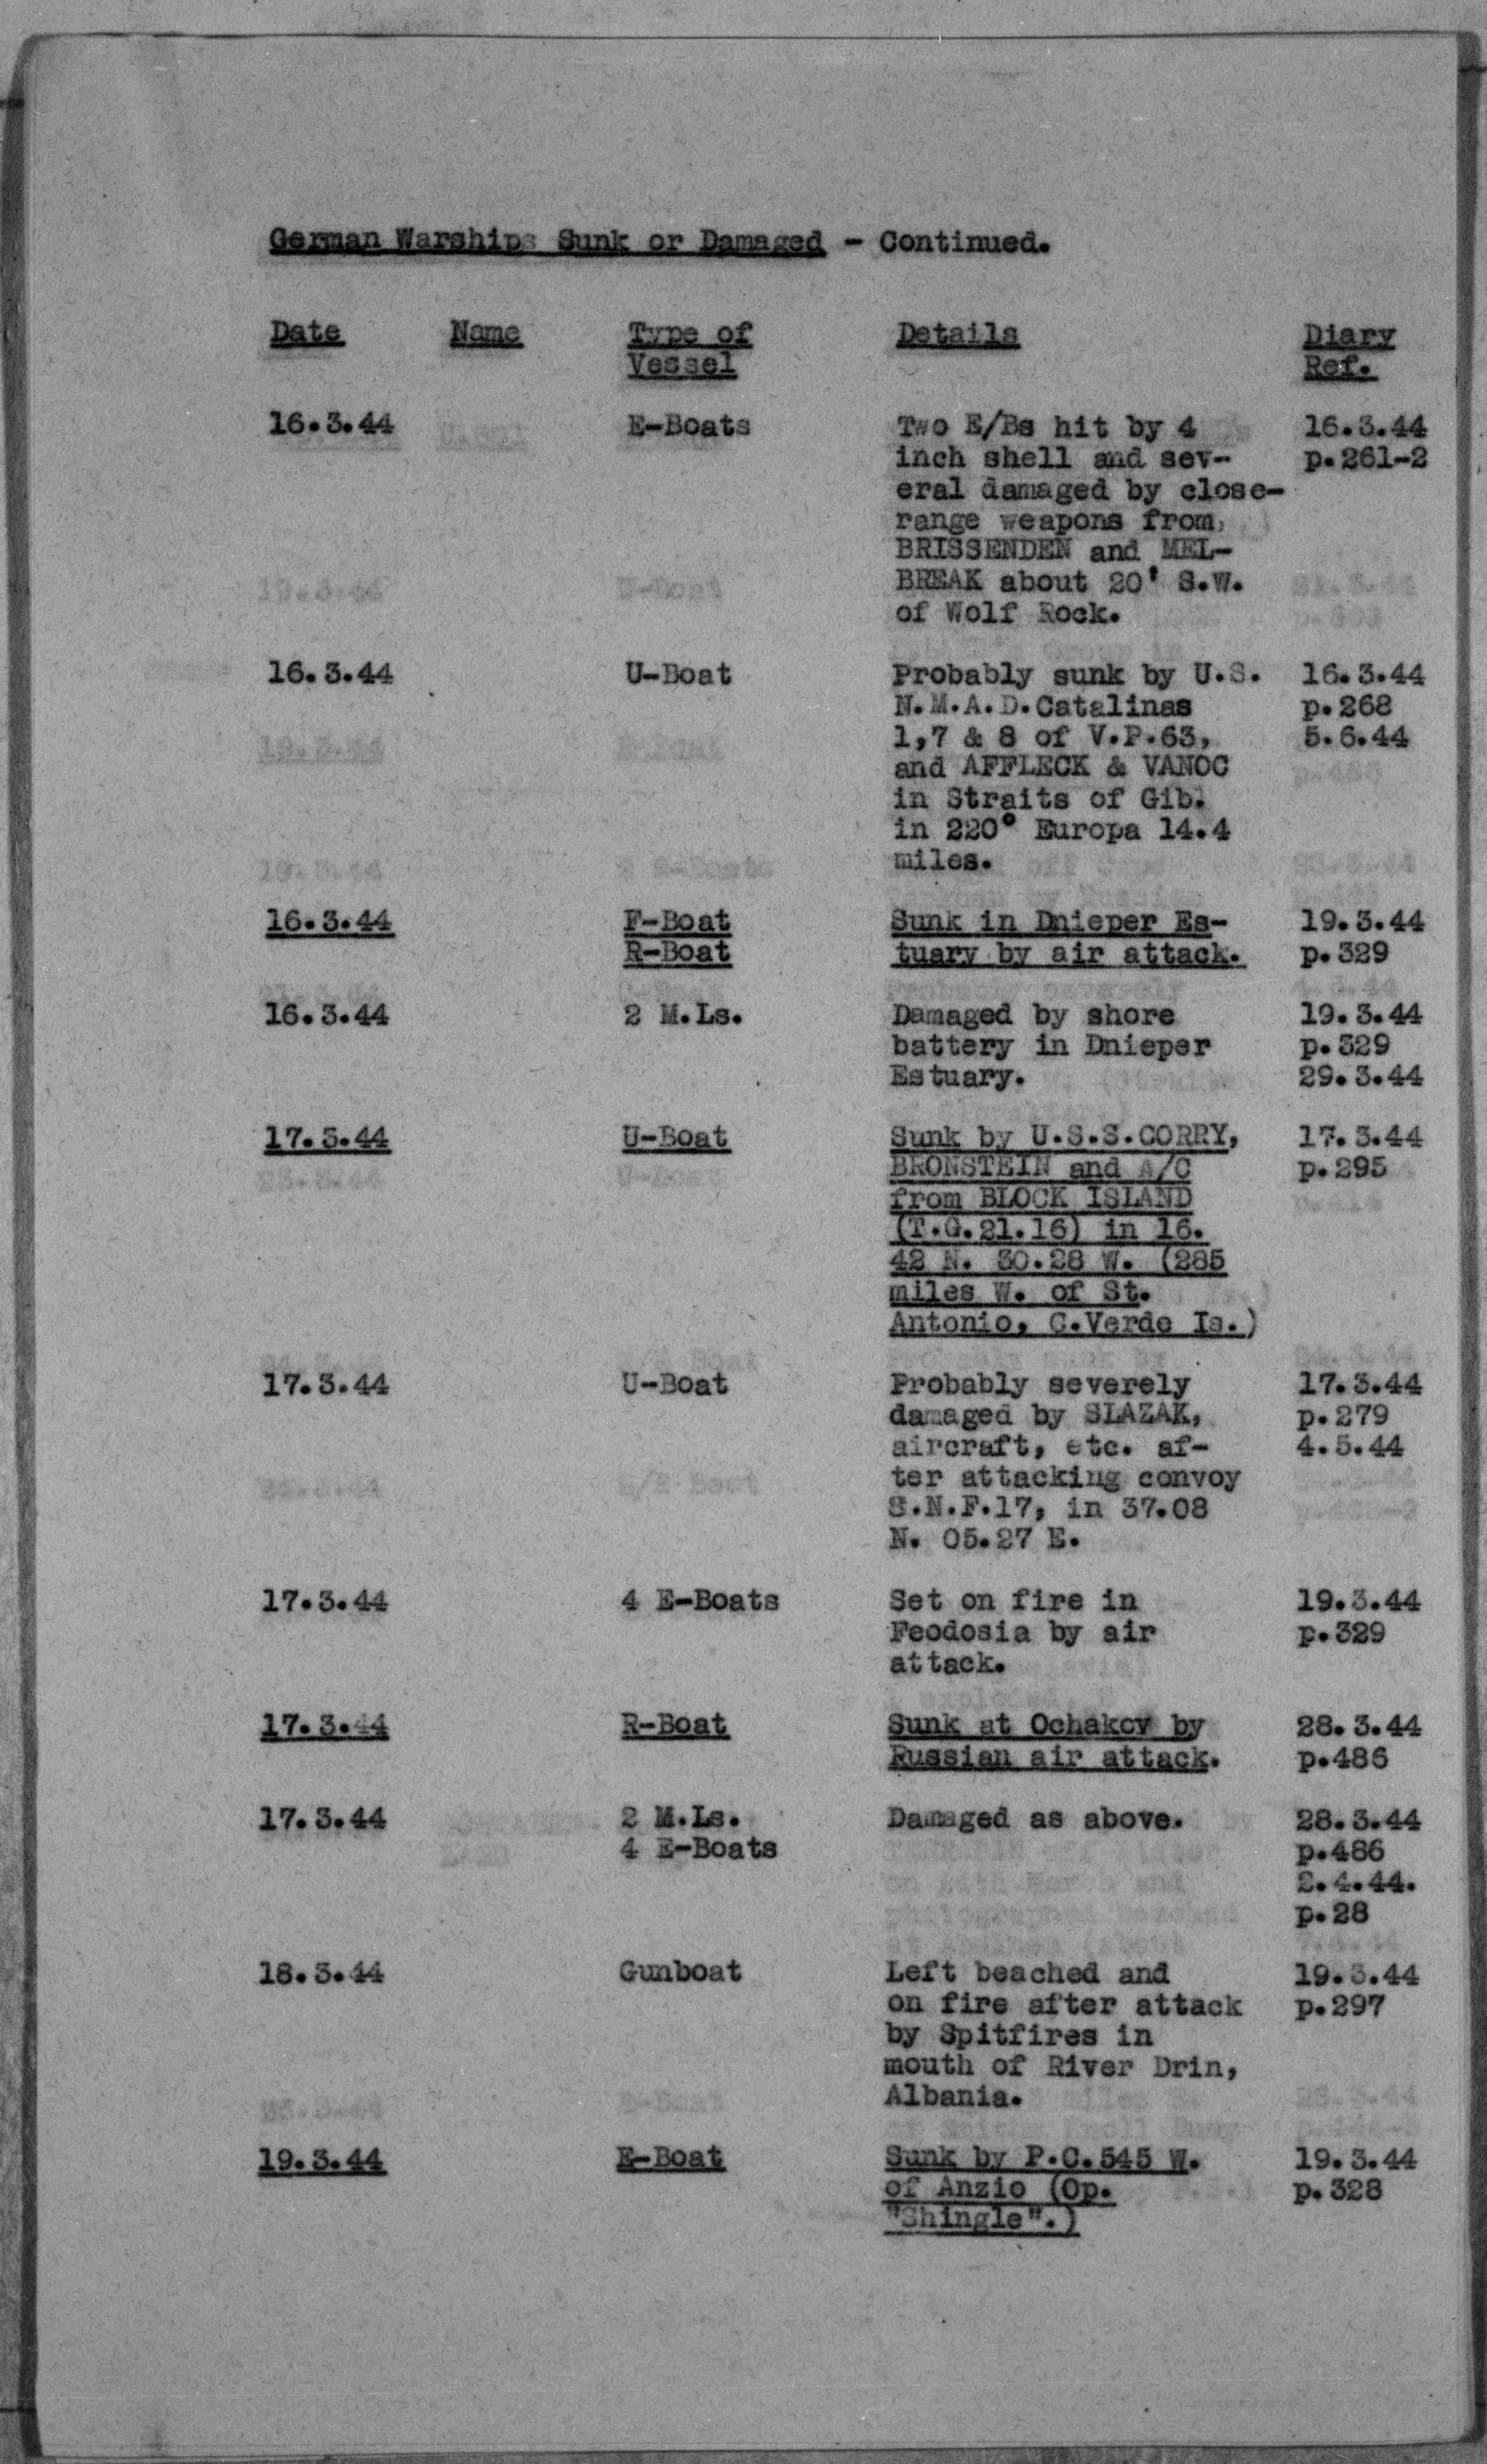 German Warships Sunk or Damaged - Continued.
Date Name Type of Vessel Details Diary Ref.
16.3.44 E-Boats Two E/Bs hit by 4 16.3.44
inch shell and sev- p.261-2
eral damaged by close-
range weapons from,
BRISSENDEN and MEL-
BREAK about 20' S.W.
of Wolf Rock.
16.3.44 U-Boat Probably sunk by U.S. 16.3.44
N.M.A.D.Catalinas p.268
1,7 & 8 of V.P.63, 5.6.44
and AFFLECK & VANOC
in Straits of Gib.
in 220° Europa 14.4
miles.
16.3.44 F-Boat Sunk in Dnieper Es- 19.3.44
R-Boat tuary by air attack. p.329
16.3.44 2 M.Ls. Damaged by shore 19.3.44
battery in Dnieper p.329
Estuary. 29.3.44
17.3.44 U-Boat Sunk by U.S.S.CORRY, 17.3.44
BRONSTEIN and A/C p.295
from BLOCK ISLAND
(T.G.21.16) in 16.
42 N. 30.28 W. (285
miles W. of St.
Antonio, C.Verde Is.)
17.3.44 U-Boat Probably severely 17.3.44
damaged by SLAZAK, p.279
aircraft, etc. af- 4.5.44
ter attacking convoy
S.N.F.17, in 37.08
N. 05.27 E.
17.3.44 4 E-Boats Set on fire in 19.3.44
Feodosia by air p.329
attack.
17.3.44 R-Boat Sunk at Ochakov by 28.3.44
Russian air attack. p.486
17.3.44 2 M.Ls. Damaged as above. 28.3.44
4 E-Boats p.486
2.4.44.
p.28
18.3.44 Gunboat Left beached and 19.3.44
on fire after attack p.297
by Spitfires in
mouth of River Drin,
Albania.
19.3.44 E-Boat Sunk by P.C.545 W. 19.3.44
of Anzio (Op. p.328
"Shingle".)